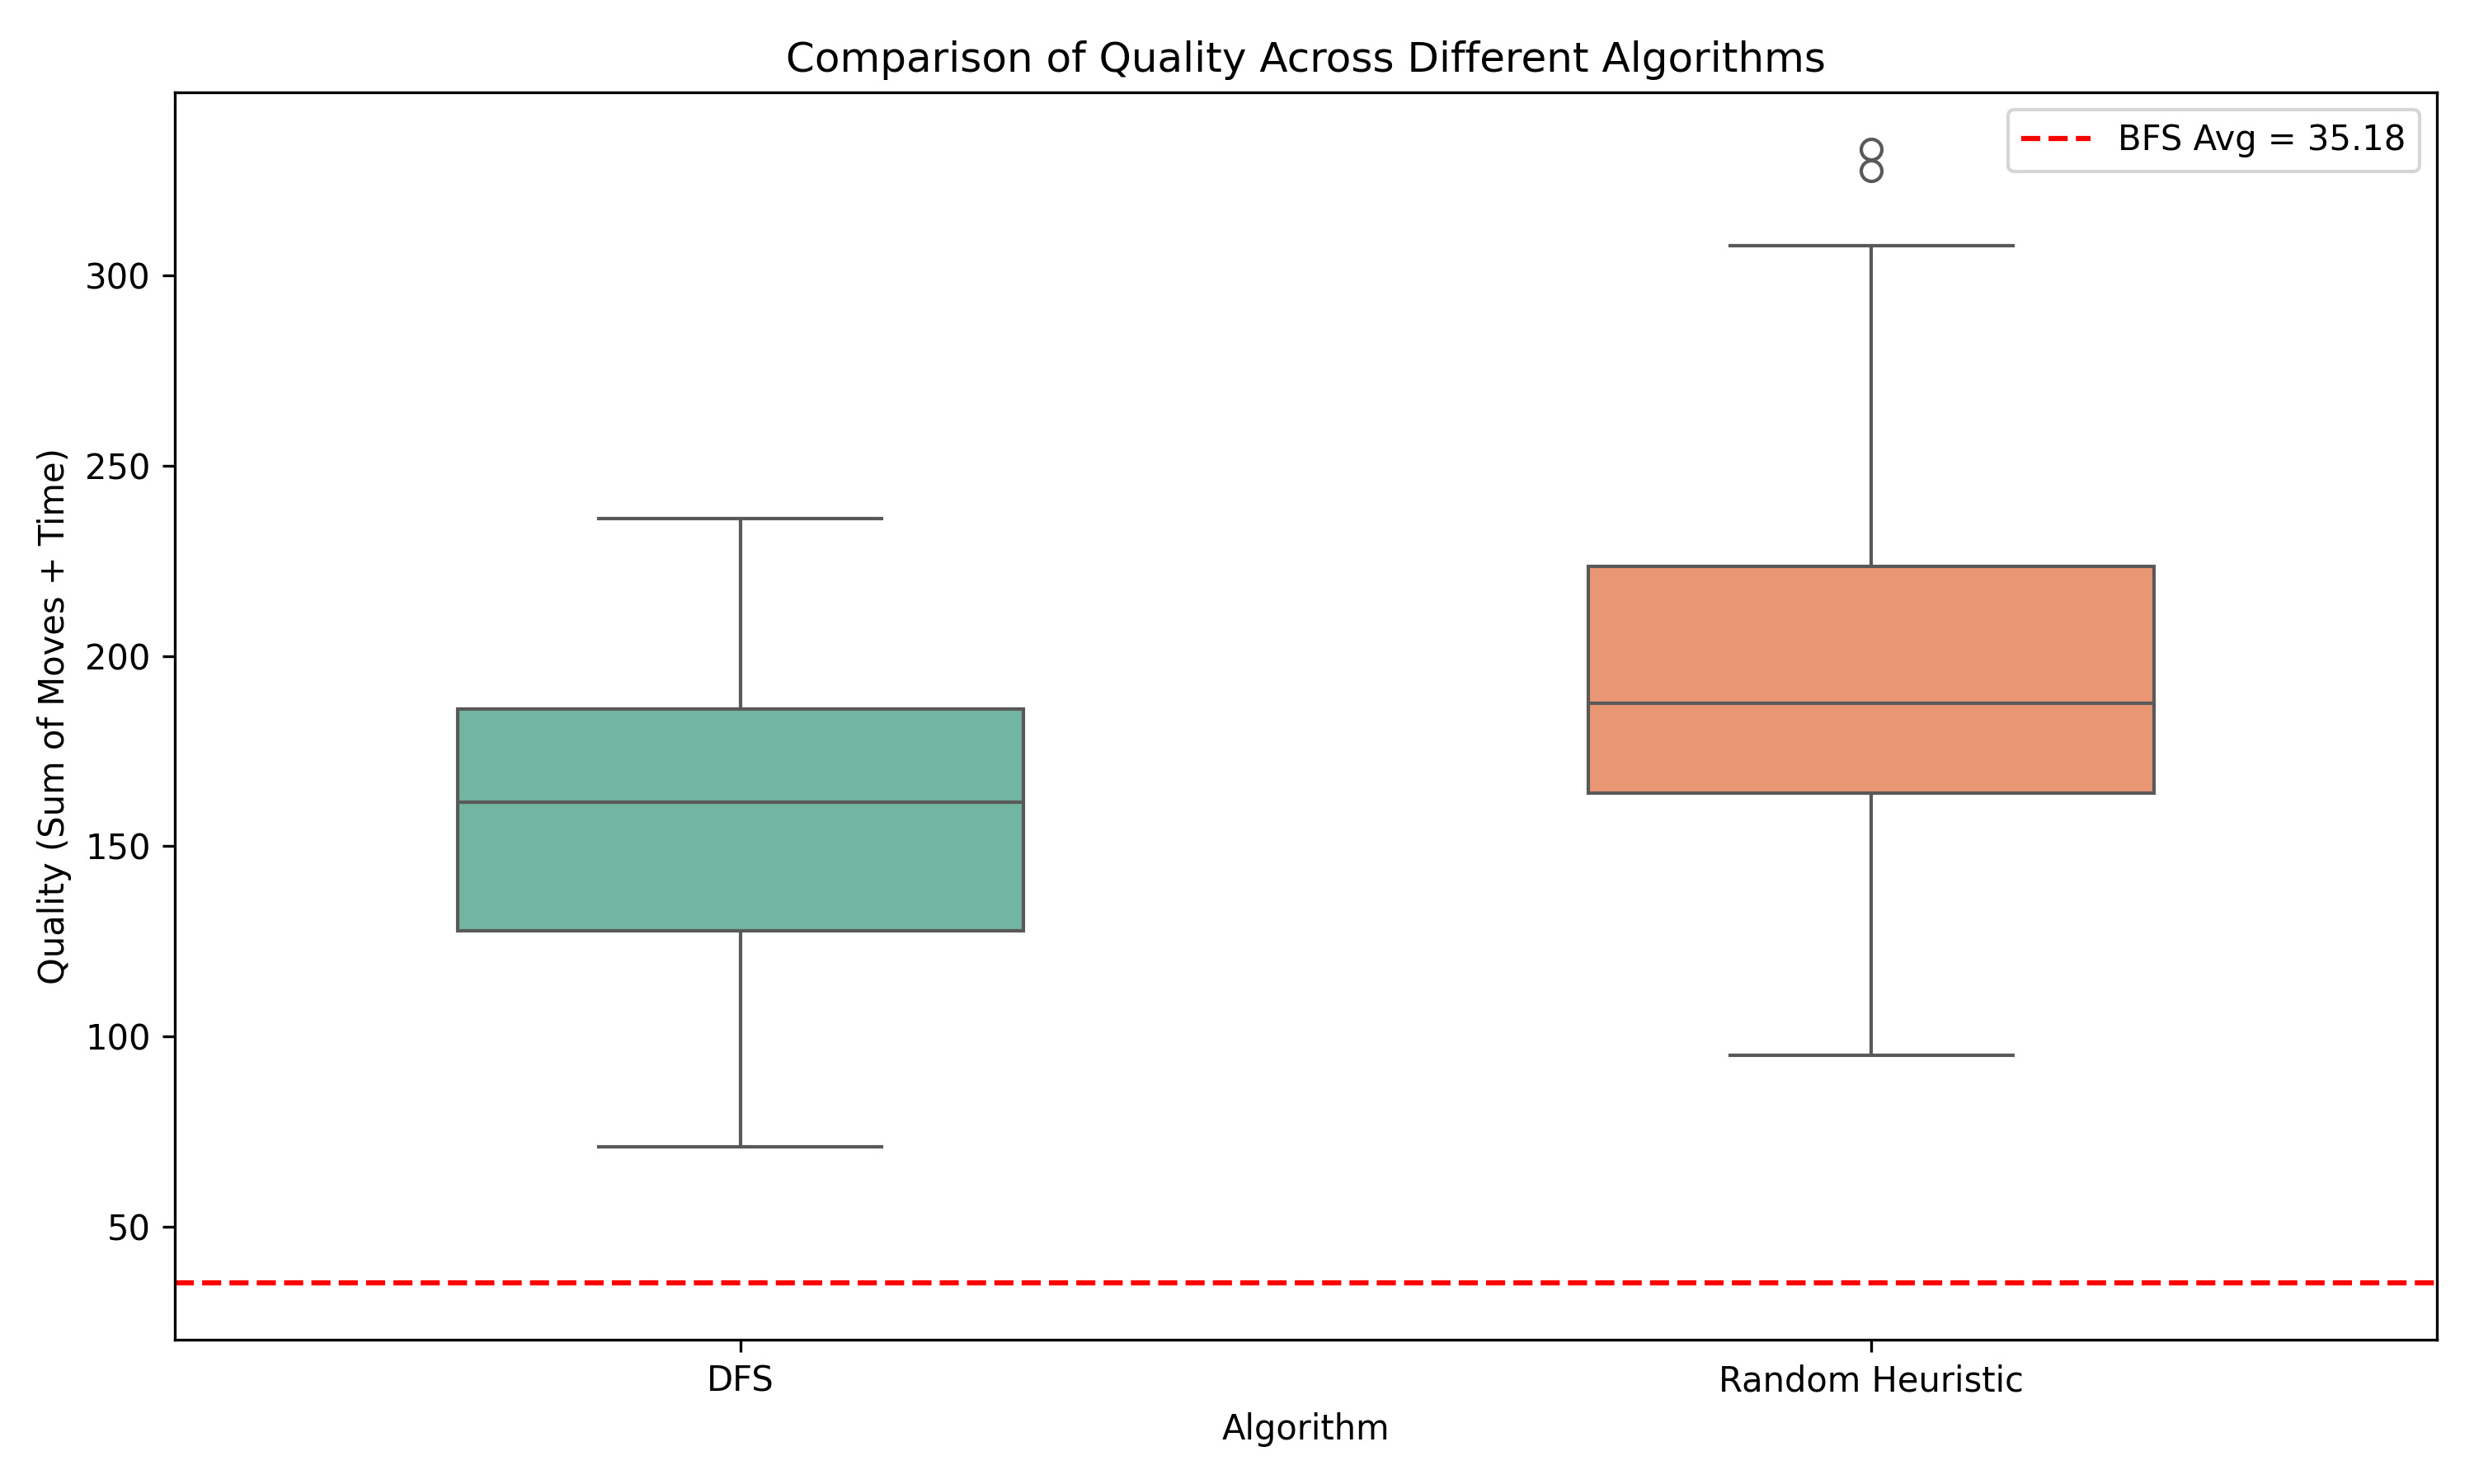 Comparison of Quality Across Different Algorithms
BFS Avg = 35.18
Quality (Sum of Moves + Time)
300
250
200
150
100
50
DFS
Random Heuristic
Algorithm